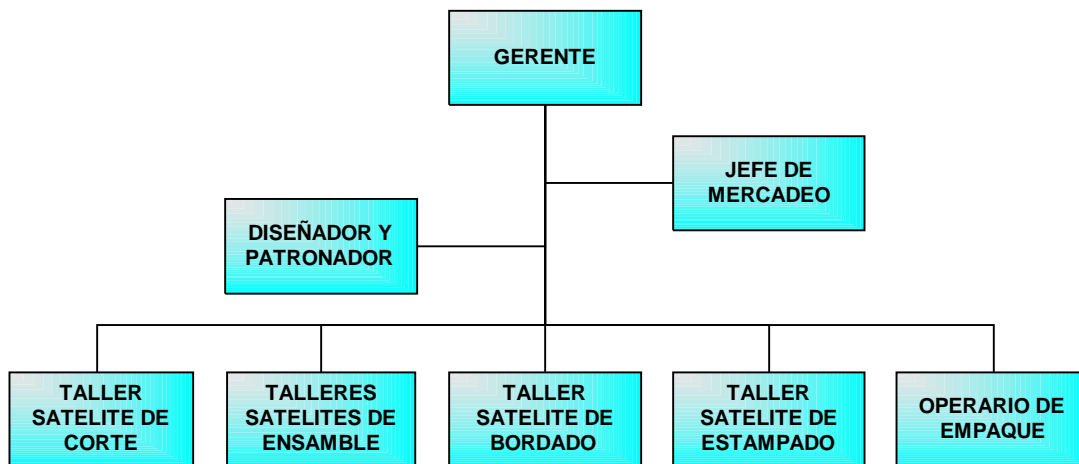 GERENTE
JEFE DE
MERCADEO
DISEÑADOR Y
PATRONADOR
TALLER
SATELITE DE
CORTE
TALLERES
SATELITES DE
ENSAMBLE
TALLER
SATELITE DE
BORDADO
TALLER
SATELITE DE
ESTAMPADO
OPERARIO DE
EMPAQUE